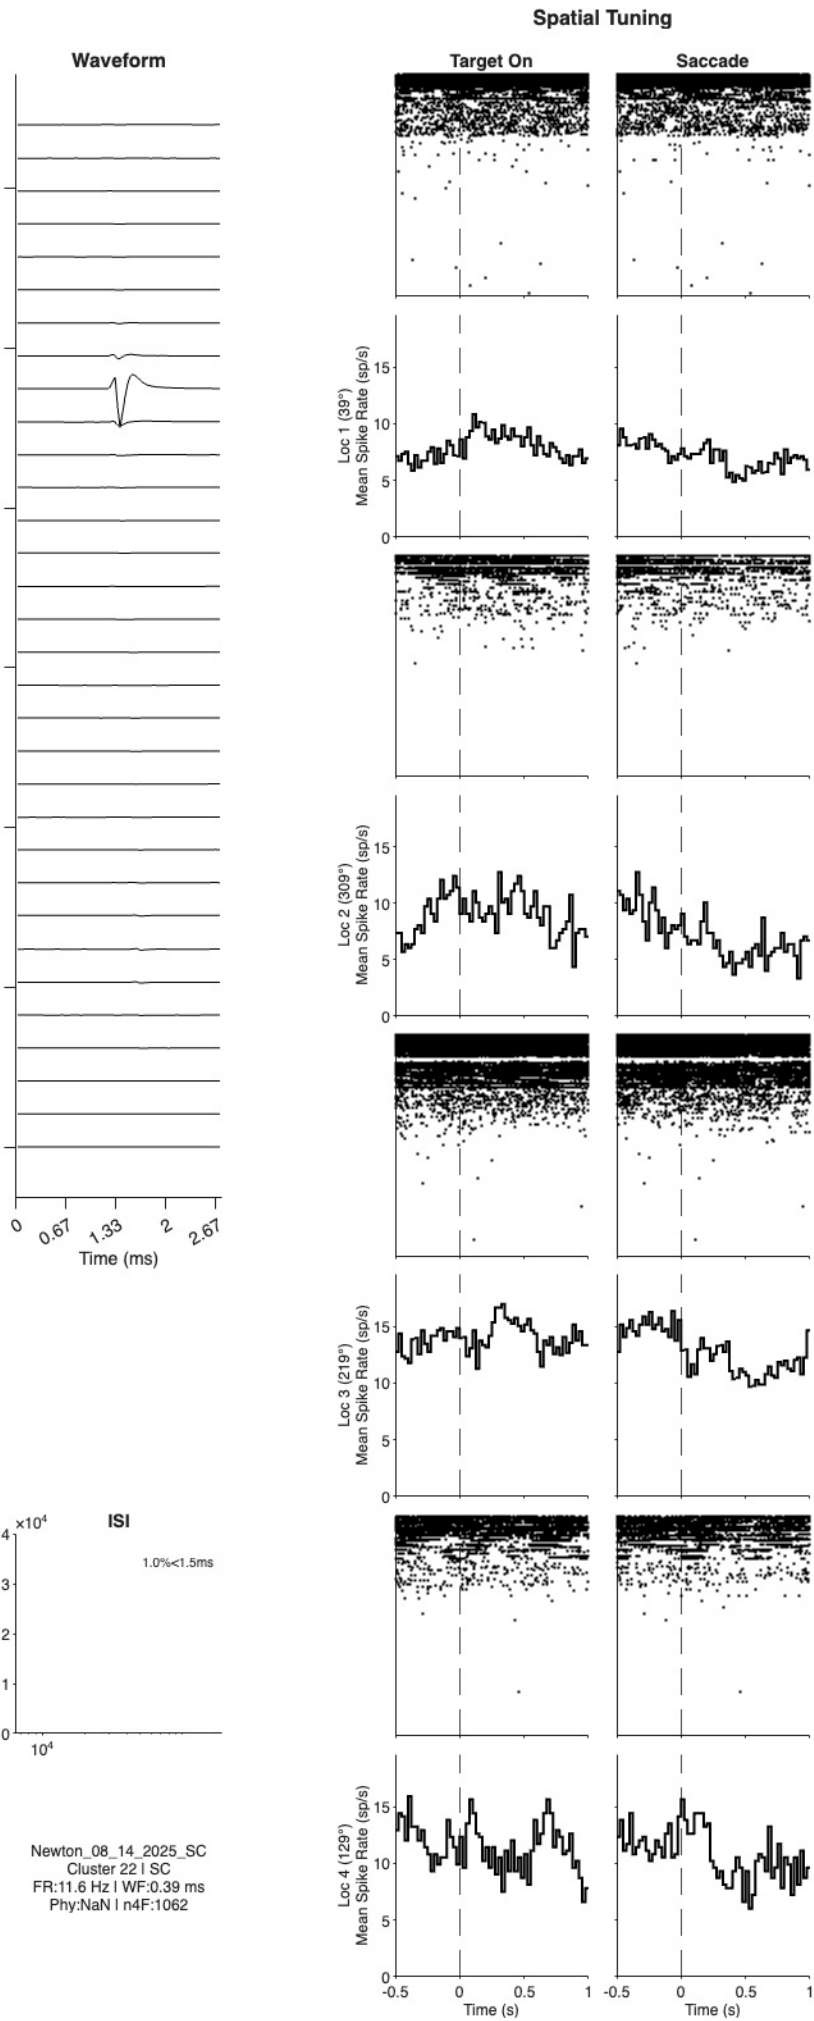 Spatial Tuning
Waveform
Target On
Saccade
15
10
5
0
Loc 1 (39°)
Mean Spike Rate (sp/s)
15
10
5
0
Loc 2 (309°)
Mean Spike Rate (sp/s)
0
0.67
1.33
2
2.67
Time (ms)
15
10
5
0
Loc 3 (219°)
Mean Spike Rate (sp/s)
×10⁴
ISI
1.0%<1.5ms
4
3
2
1
0
10⁴
15
10
5
0
Loc 4 (129°)
Mean Spike Rate (sp/s)
Newton_08_14_2025_SC
Cluster 22 | SC
FR:11.6 Hz | WF:0.39 ms
Phy:NaN | n4F:1062
-0.5 0 0.5 1
Time (s)
-0.5 0 0.5 1
Time (s)